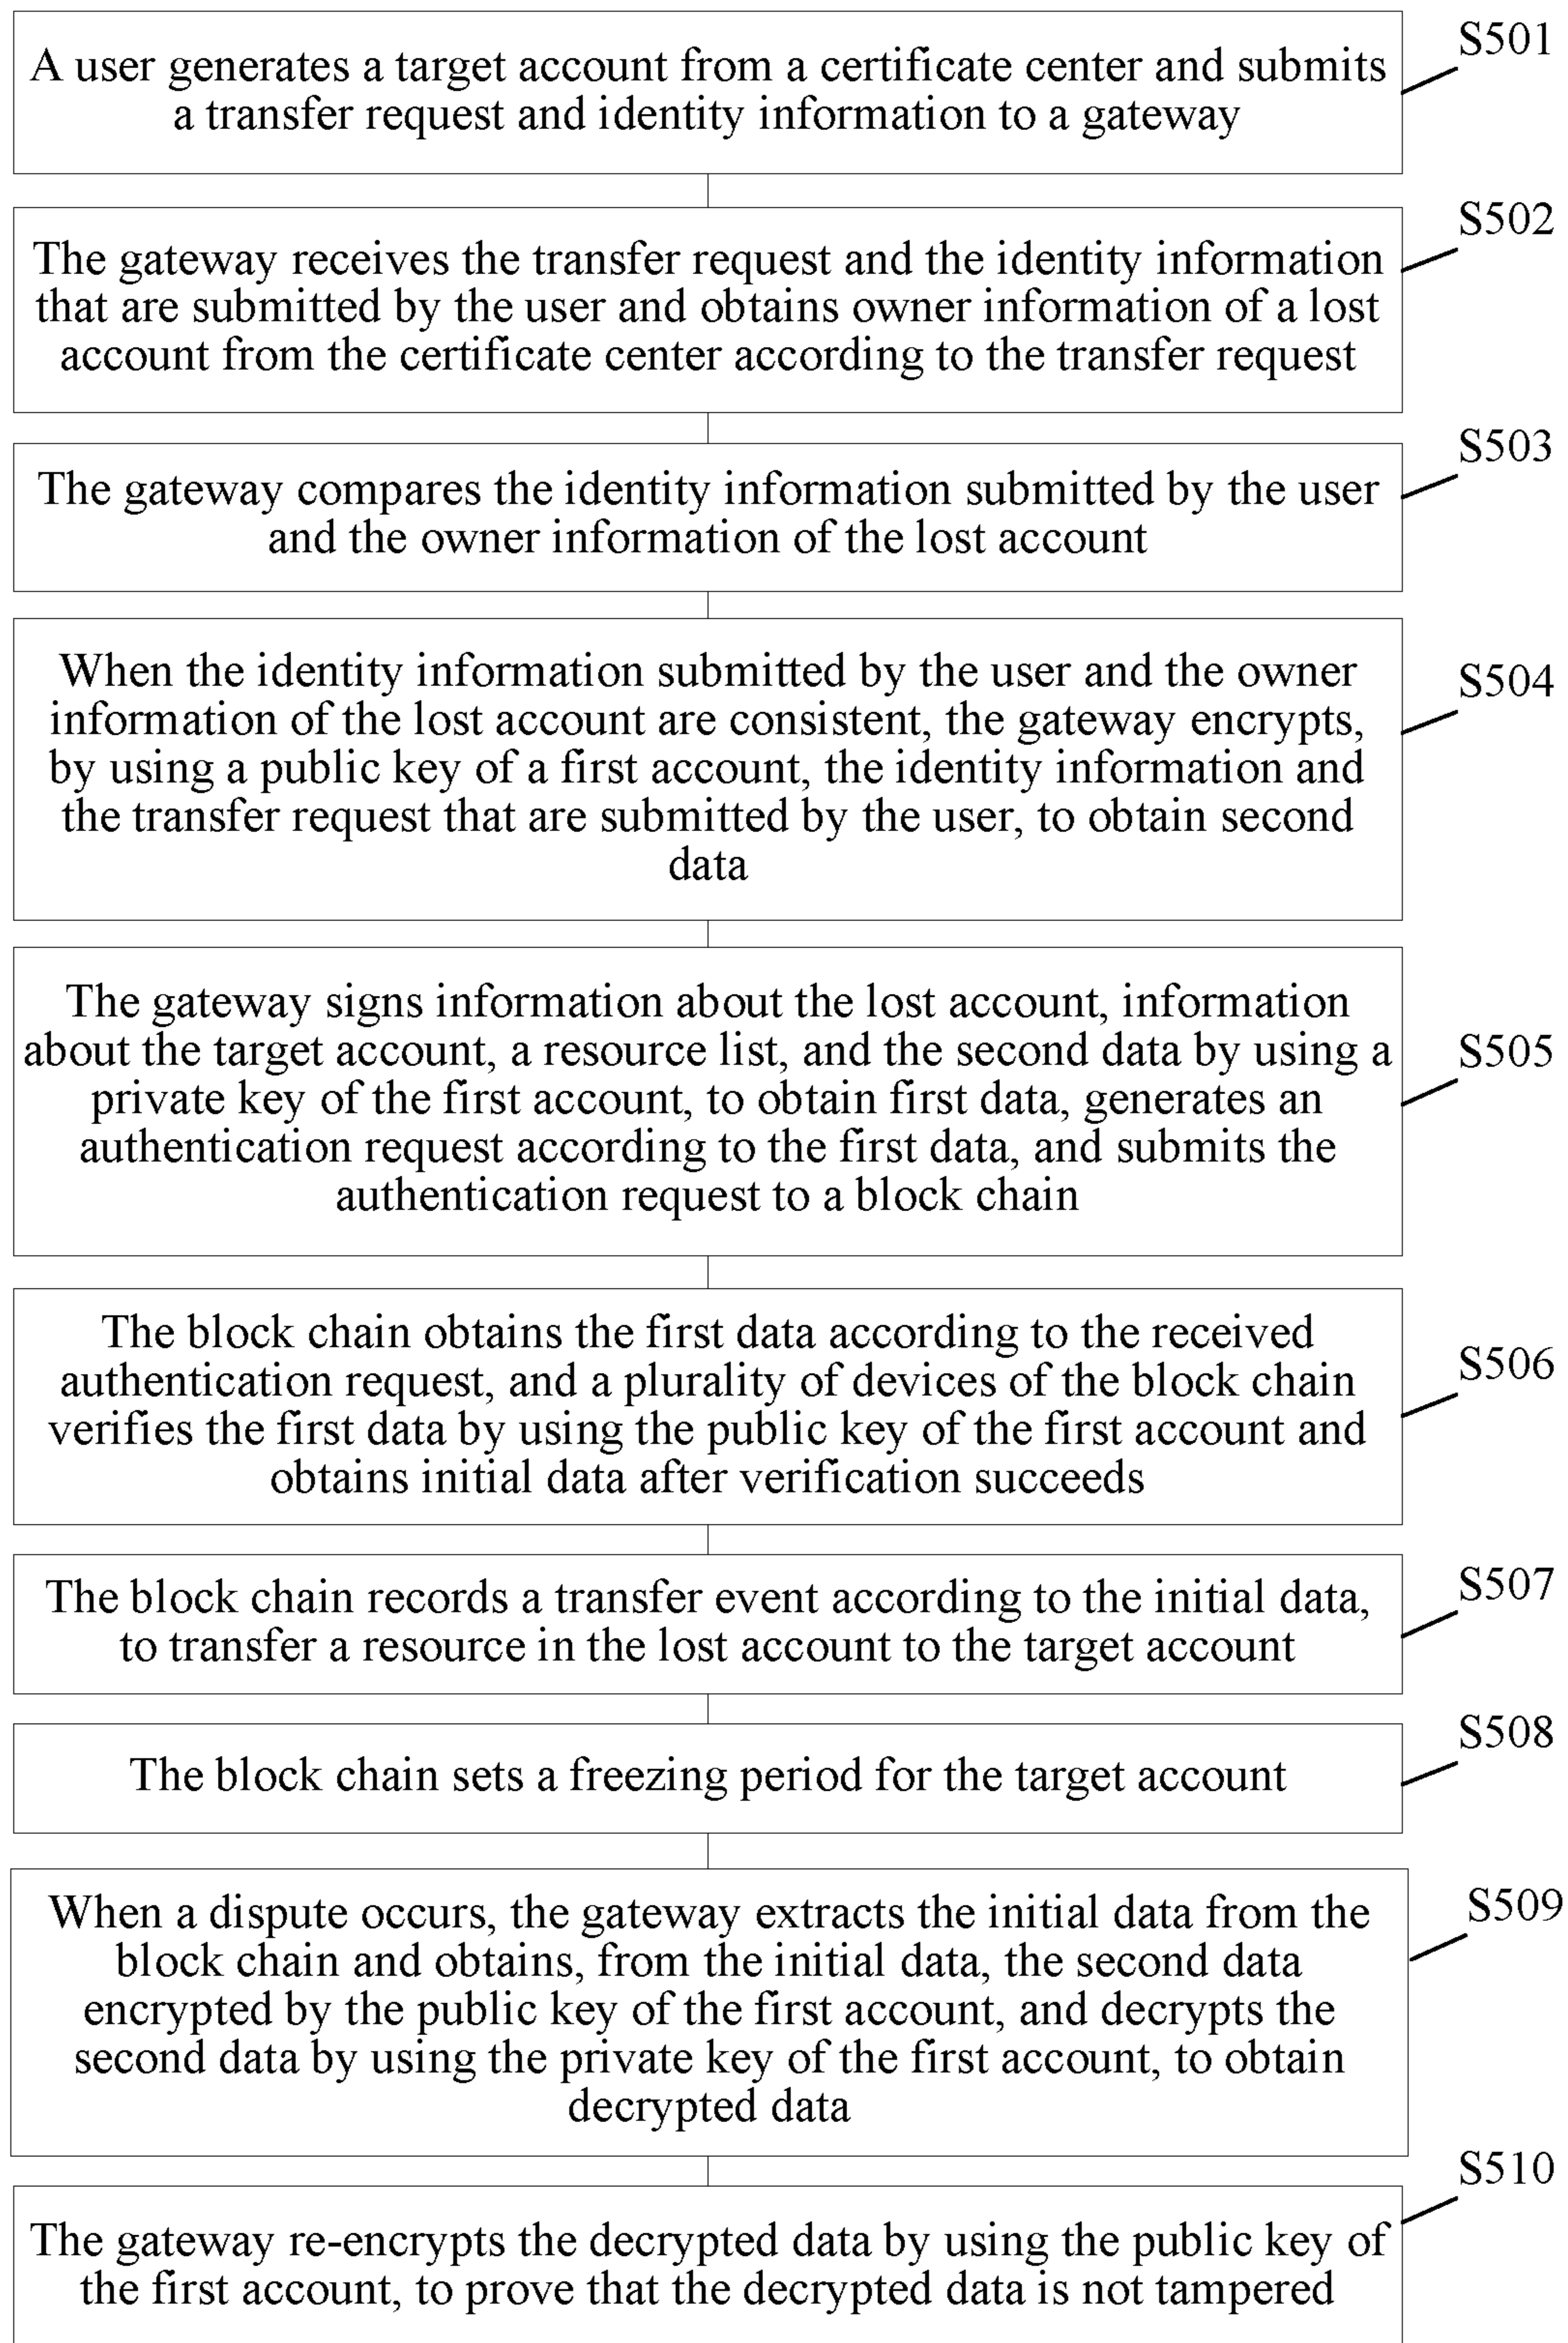 S501
A user generates a target account from a certificate center and submits
a transfer request and identity information to a gateway
S502
The gateway receives the transfer request and the identity information
that are submitted by the user and obtains owner information of a lost
account from the certificate center according to the transfer request
S503
The gateway compares the identity information submitted by the user
and the owner information of the lost account
S504
When the identity information submitted by the user and the owner
information of the lost account are consistent, the gateway encrypts,
by using a public key of a first account, the identity information and
the transfer request that are submitted by the user, to obtain second
data
S505
The gateway signs information about the lost account, information
about the target account, a resource list, and the second data by using a
private key of the first account, to obtain first data, generates an
authentication request according to the first data, and submits the
authentication request to a block chain
S506
The block chain obtains the first data according to the received
authentication request, and a plurality of devices of the block chain
verifies the first data by using the public key of the first account and
obtains initial data after verification succeeds
S507
The block chain records a transfer event according to the initial data,
to transfer a resource in the lost account to the target account
S508
The block chain sets a freezing period for the target account
S509
When a dispute occurs, the gateway extracts the initial data from the
block chain and obtains, from the initial data, the second data
encrypted by the public key of the first account, and decrypts the
second data by using the private key of the first account, to obtain
decrypted data
S510
The gateway re-encrypts the decrypted data by using the public key of
the first account, to prove that the decrypted data is not tampered